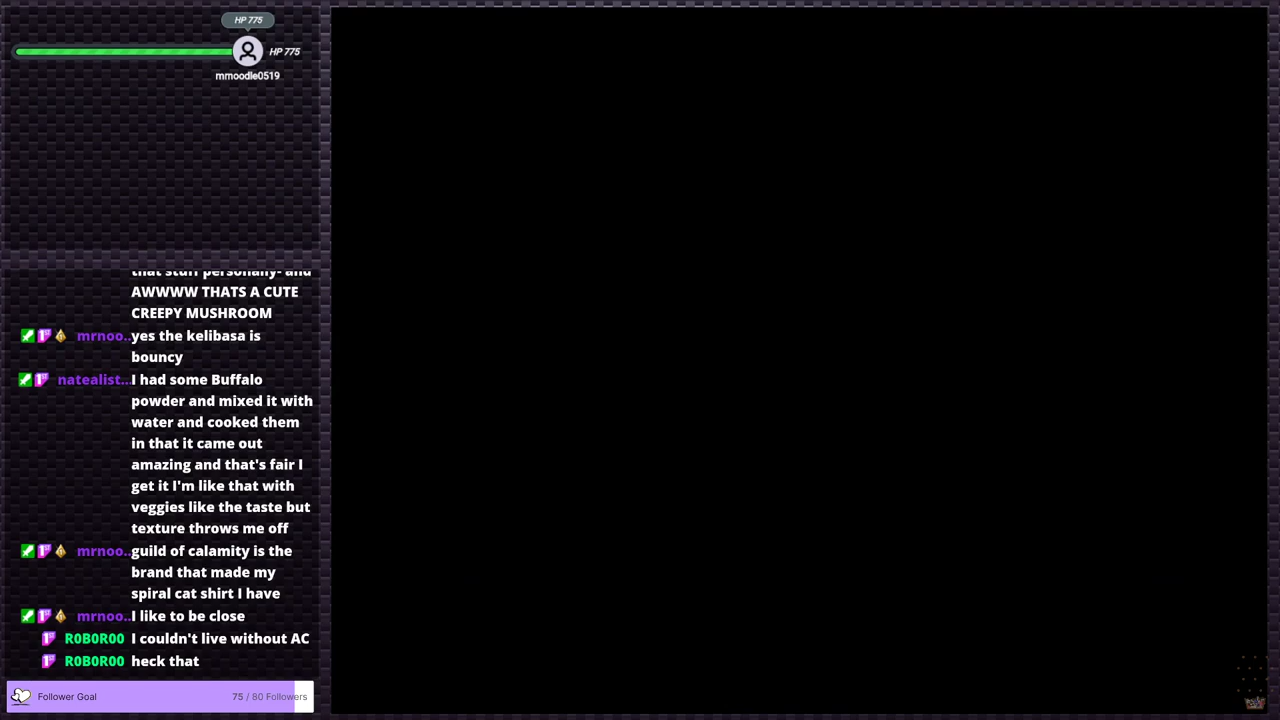 HP 775
HP 775
mmoodle0519
that stuff personally- and
AWWWW THATS A CUTE
CREEPY MUSHROOM
mrnoo.. yes the kelibasa is
bouncy
natealist... I had some Buffalo
powder and mixed it with
water and cooked them
in that it came out
amazing and that's fair I
get it I'm like that with
veggies like the taste but
texture throws me off
mrnoo.. guild of calamity is the
brand that made my
spiral cat shirt I have
mrnoo.. I like to be close
R0B0R00 I couldn't live without AC
R0B0R00 heck that
Follower Goal 75 / 80 Followers